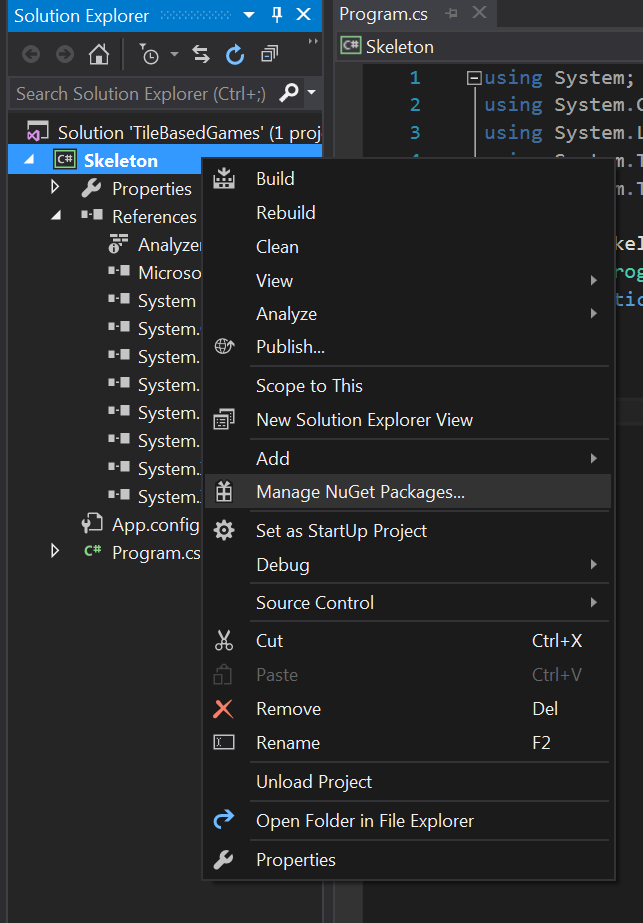 Solution Explorer
Program.cs
Skeleton
Search Solution Explorer (Ctrl+;)
1 using System;
2 using System.
3 using System.
Solution 'TileBasedGames' (1 proj
Skeleton
Properties
References
Microso
System
System.
System.
System.
System.
System.
System.
System.
App.config
C# Program.cs
Build
Rebuild
Clean
View
Analyze
Publish...
Scope to This
New Solution Explorer View
Add
Manage NuGet Packages...
Set as StartUp Project
Debug
Source Control
Cut Ctrl+X
Paste Ctrl+V
Remove Del
Rename F2
Unload Project
Open Folder in File Explorer
Properties